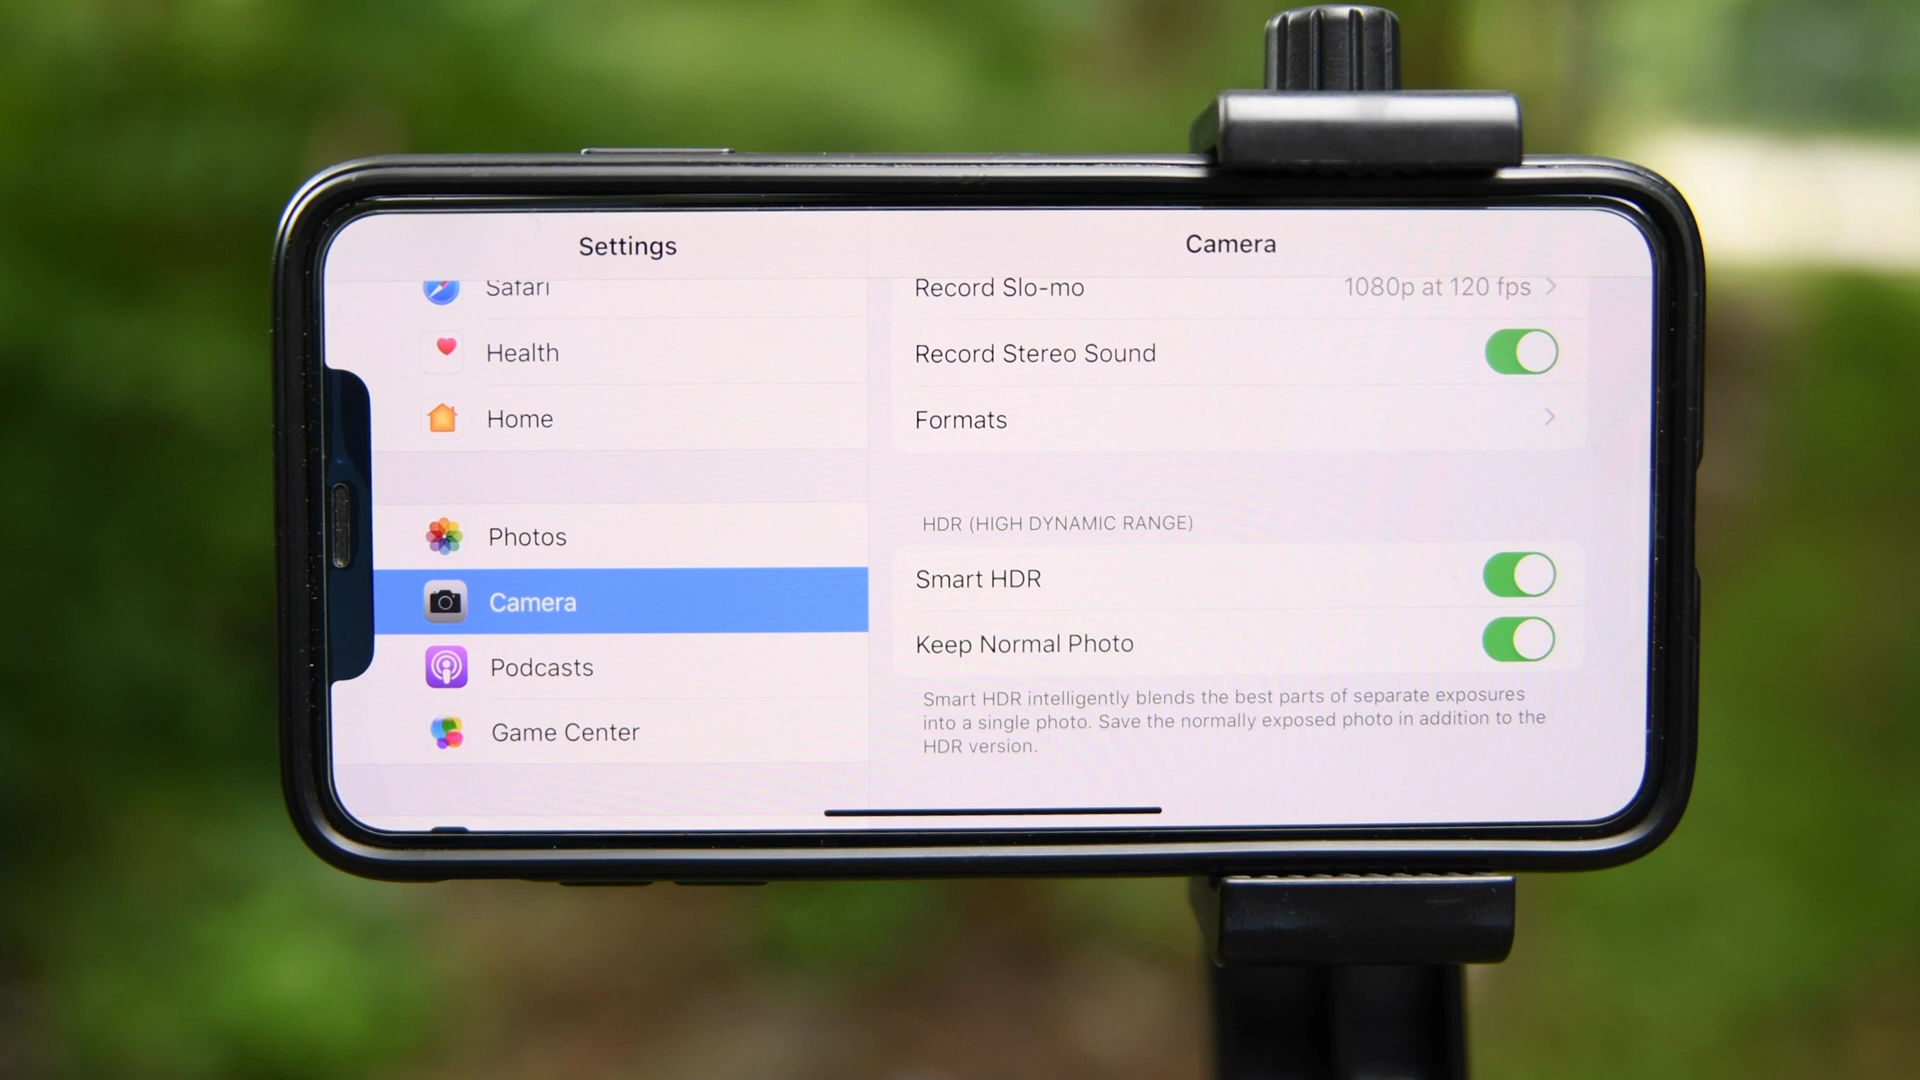 Settings
Safari
Health
Home
Photos
Camera
Podcasts
Game Center
Camera
Record Slo-mo 1080p at 120 fps
Record Stereo Sound
Formats
HDR (HIGH DYNAMIC RANGE)
Smart HDR
Keep Normal Photo
Smart HDR intelligently blends the best parts of separate exposures
into a single photo. Save the normally exposed photo in addition to the
HDR version.